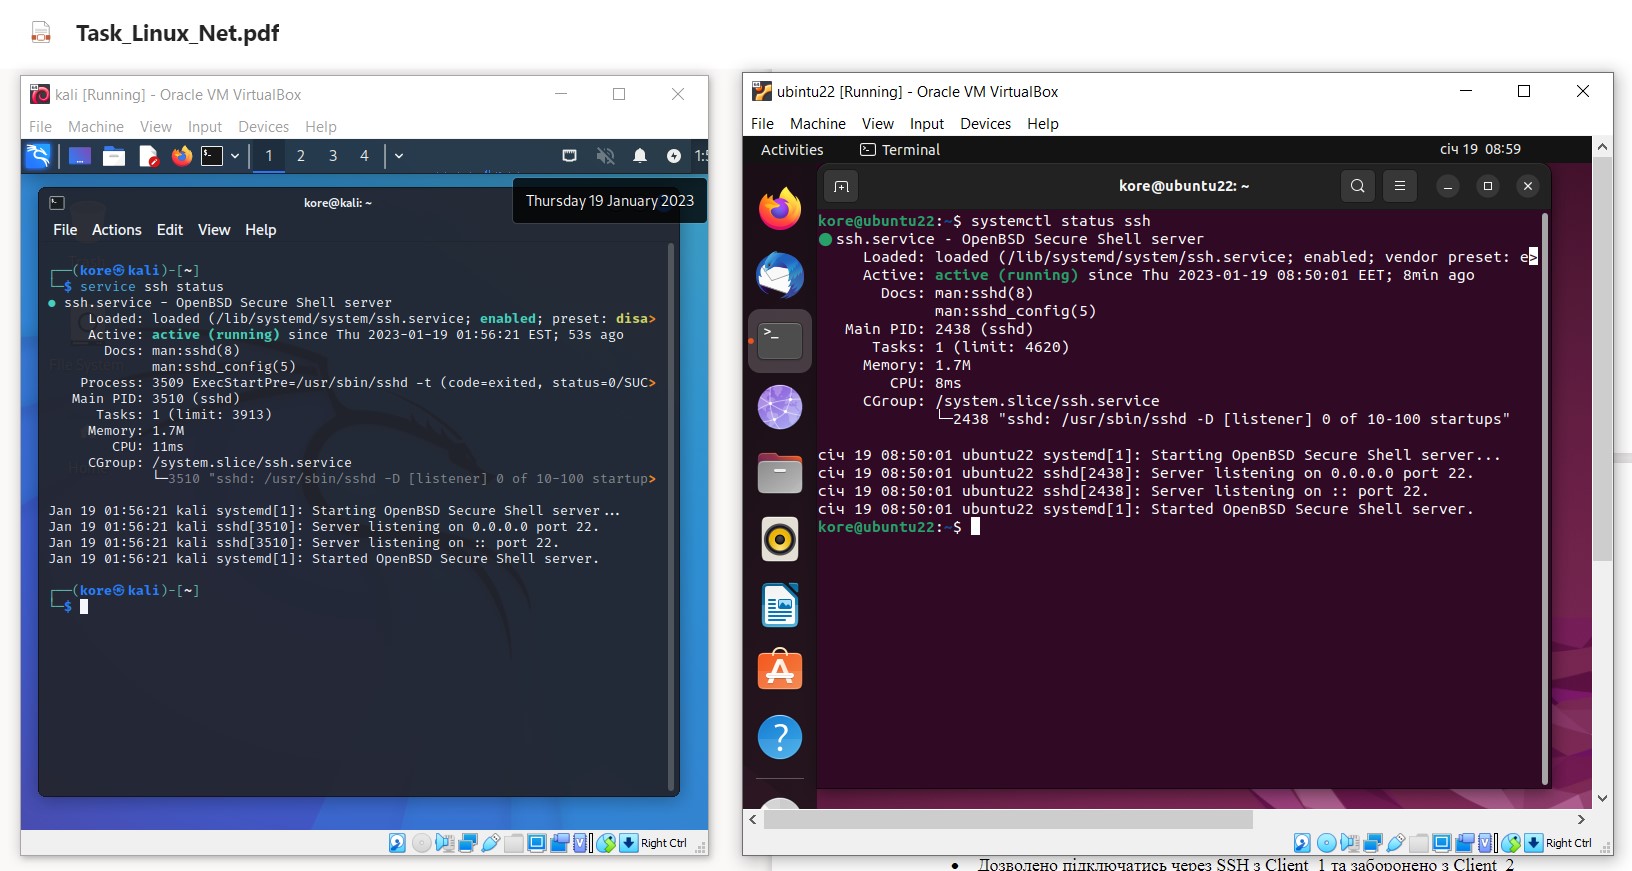 Task_Linux_Net.pdf
kali [Running] - Oracle VM VirtualBox
File Machine View Input Devices Help
1 2 3 4
Thursday 19 January 2023
kore@kali: ~
File Actions Edit View Help
┌──(kore㉿kali)-[~]
└─$ service ssh status
● ssh.service - OpenBSD Secure Shell server
Loaded: loaded (/lib/systemd/system/ssh.service; enabled; preset: disa>
Active: active (running) since Thu 2023-01-19 01:56:21 EST; 53s ago
Docs: man:sshd(8)
man:sshd_config(5)
Process: 3509 ExecStartPre=/usr/sbin/sshd -t (code=exited, status=0/SUC>
Main PID: 3510 (sshd)
Tasks: 1 (limit: 3913)
Memory: 1.7M
CPU: 11ms
CGroup: /system.slice/ssh.service
└─3510 "sshd: /usr/sbin/sshd -D [listener] 0 of 10-100 startup>
Jan 19 01:56:21 kali systemd[1]: Starting OpenBSD Secure Shell server...
Jan 19 01:56:21 kali sshd[3510]: Server listening on 0.0.0.0 port 22.
Jan 19 01:56:21 kali sshd[3510]: Server listening on :: port 22.
Jan 19 01:56:21 kali systemd[1]: Started OpenBSD Secure Shell server.
┌──(kore㉿kali)-[~]
└─$
Right Ctrl
ubintu22 [Running] - Oracle VM VirtualBox
File Machine View Input Devices Help
Activities Terminal січ 19 08:59
kore@ubuntu22: ~
kore@ubuntu22:~$ systemctl status ssh
● ssh.service - OpenBSD Secure Shell server
Loaded: loaded (/lib/systemd/system/ssh.service; enabled; vendor preset: e>
Active: active (running) since Thu 2023-01-19 08:50:01 EET; 8min ago
Docs: man:sshd(8)
man:sshd_config(5)
Main PID: 2438 (sshd)
Tasks: 1 (limit: 4620)
Memory: 1.7M
CPU: 8ms
CGroup: /system.slice/ssh.service
└─2438 "sshd: /usr/sbin/sshd -D [listener] 0 of 10-100 startups"
січ 19 08:50:01 ubuntu22 systemd[1]: Starting OpenBSD Secure Shell server...
січ 19 08:50:01 ubuntu22 sshd[2438]: Server listening on 0.0.0.0 port 22.
січ 19 08:50:01 ubuntu22 sshd[2438]: Server listening on :: port 22.
січ 19 08:50:01 ubuntu22 systemd[1]: Started OpenBSD Secure Shell server.
kore@ubuntu22:~$
Right Ctrl
• Дозволено підключатись через SSH з Client_1 та заборонено з Client_2